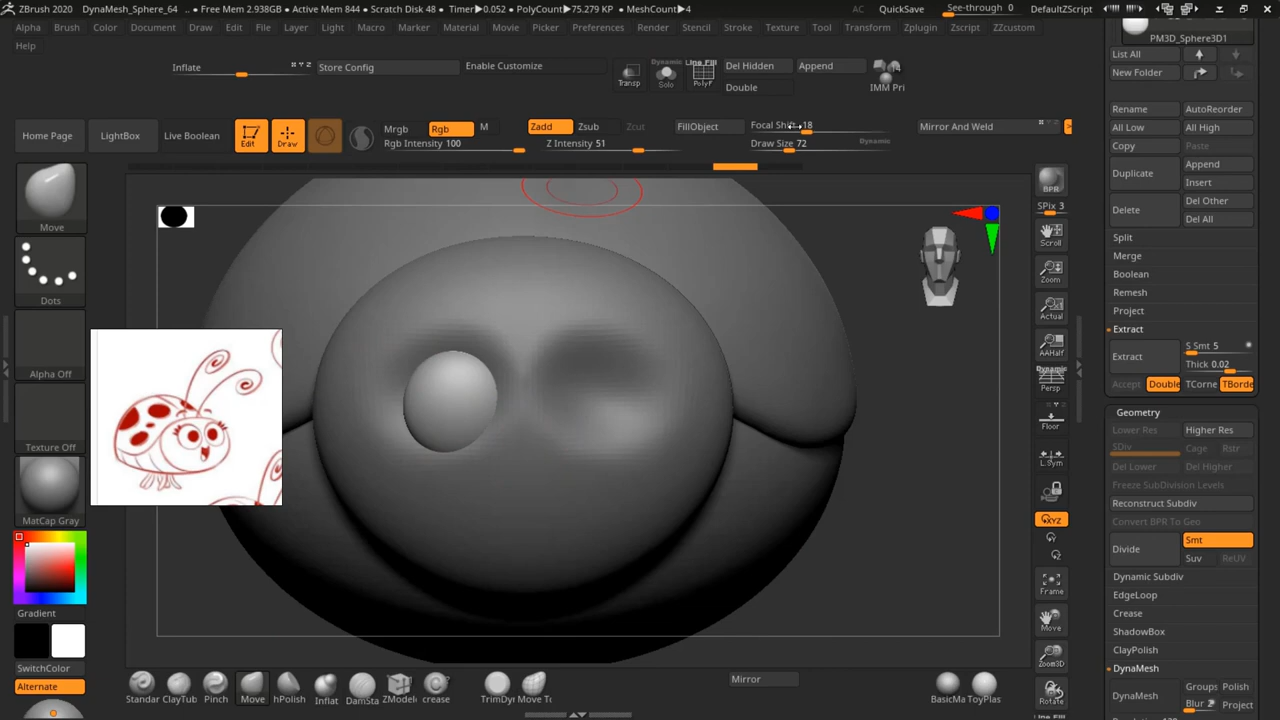 ZBrush 2020 DynaMesh_Sphere_64 .. • Free Mem 2.938GB • Active Mem 844 • Scratch Disk 48 • Timer▶0.052 • PolyCount▶75.279 KP • MeshCount▶4 AC QuickSave See-through 0 DefaultZScript
Alpha Brush Color Document Draw Edit File Layer Light Macro Marker Material Movie Picker Preferences Render Stencil Stroke Texture Tool Transform Zplugin Zscript ZCustom
Help
Inflate
Store Config
Enable Customize
Transp
Dynamic
Solo
Line Fill
PolyF
Del Hidden
Append
Double
14
IMM Pri
Home Page
LightBox
Live Boolean
Edit
Draw
Mrgb Rgb M
Rgb Intensity 100
Zadd Zsub Zcut
Z Intensity 51
FillObject
Focal Shift -18
Draw Size 72 Dynamic
Mirror And Weld
Move
Dots
Alpha Off
Texture Off
MatCap Gray
Gradient
SwitchColor
Alternate
BPR
SPix 3
Scroll
Zoom
Actual
AAHalf
Dynamic
Persp
Floor
L.Sym
XYZ
Frame
Move
Zoom3D
Rotate
Line Fill
PM3D_Sphere3D1
List All
New Folder
Rename AutoReorder
All Low All High
Copy
Duplicate Append
Insert
Delete Del Other
Del All
Split
Merge
Boolean
Remesh
Project
Extract
Extract S Smt 5
Thick 0.02
Accept Double TCorne TBorde
Geometry
Lower Res Higher Res
SDiv Cage Rstr
Del Lower Del Higher
Freeze SubDivision Levels
Reconstruct Subdiv
Convert BPR To Geo
Divide Smt
Suv ReUV
Dynamic Subdiv
EdgeLoop
Crease
ShadowBox
ClayPolish
DynaMesh
DynaMesh Groups Polish
Blur 2 Project
Standar ClayTub Pinch Move hPolish Inflat DamSta ZModele crease TrimDy Move To
Mirror
BasicMa ToyPlas